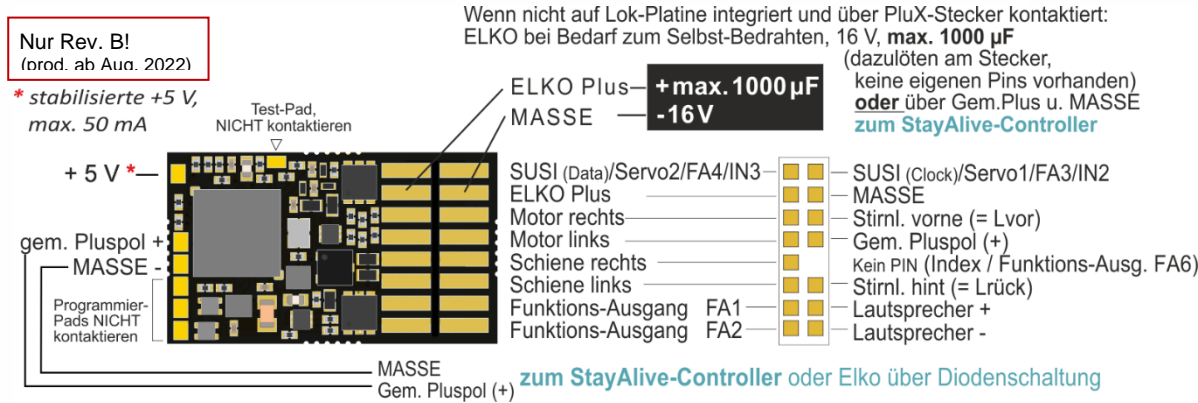 Wenn nicht auf Lok-Platine integriert und über PluX-Stecker kontaktiert:
ELKO bei Bedarf zum Selbst-Bedrahten, 16 V, max. 1000 µF
(dazulöten am Stecker,
keine eigenen Pins vorhanden)
oder über Gem.Plus u. MASSE
zum StayAlive-Controller
Nur Rev. B!
(prod. ab Aug. 2022)
* stabilisierte +5 V,
max. 50 mA
Test-Pad,
NICHT kontaktieren
ELKO Plus
MASSE
+ max. 1000 µF
-16V
+ 5 V *
gem. Pluspol +
MASSE -
Programmier-
Pads NICHT
kontaktieren
SUSI (Data)/Servo2/FA4/IN3
ELKO Plus
Motor rechts
Motor links
Schiene rechts
Schiene links
Funktions-Ausgang FA1
Funktions-Ausgang FA2
SUSI (Clock)/Servo1/FA3/IN2
MASSE
Stirnl. vorne (= Lvor)
Gem. Pluspol (+)
Kein PIN (Index / Funktions-Ausg. FA6)
Stirnl. hint (= Lrück)
Lautsprecher +
Lautsprecher -
MASSE
Gem. Pluspol (+)
zum StayAlive-Controller oder Elko über Diodenschaltung